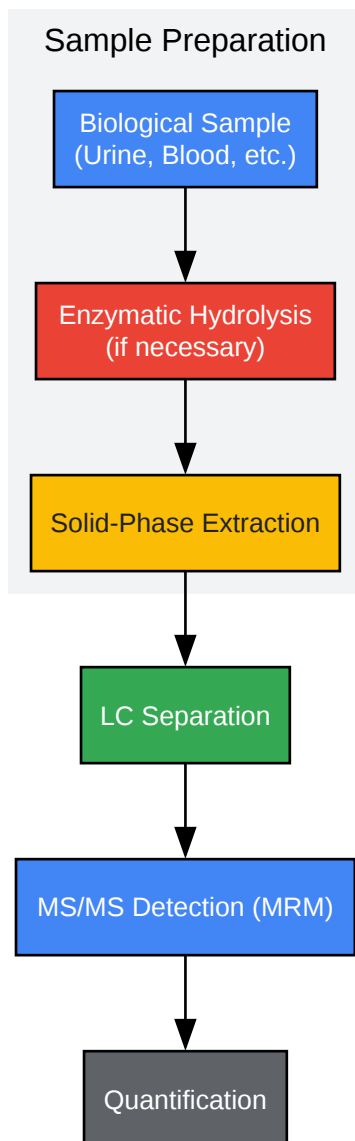 Sample Preparation
Biological Sample
(Urine, Blood, etc.)
Enzymatic Hydrolysis
(if necessary)
Solid-Phase Extraction
LC Separation
MS/MS Detection (MRM)
Quantification